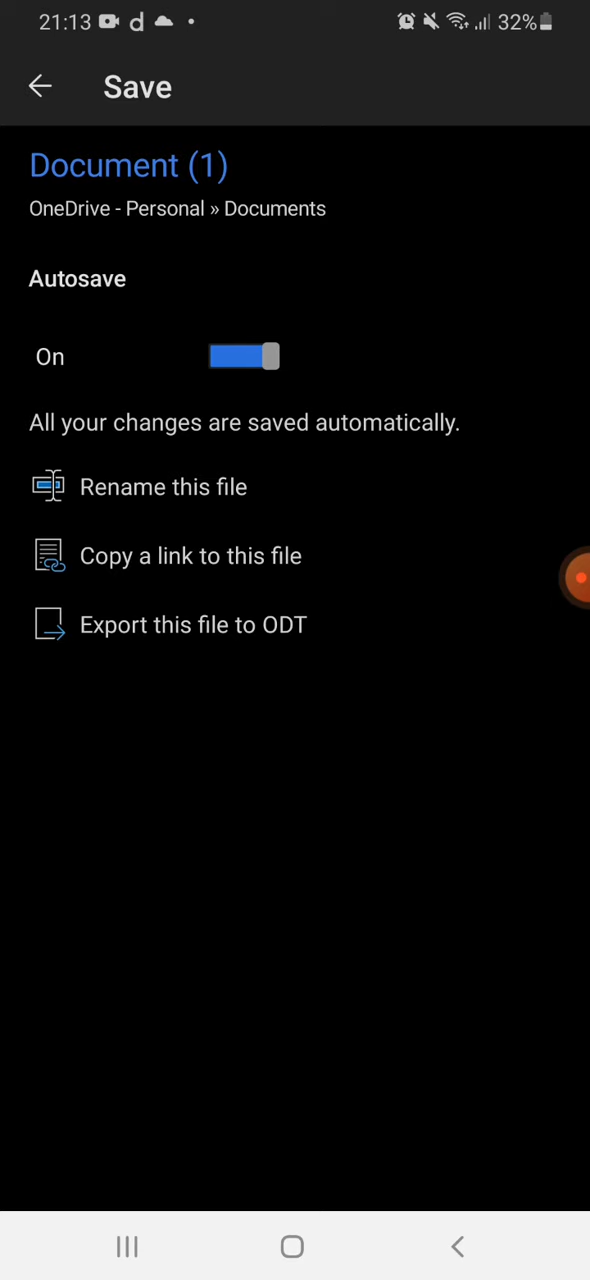 21:13 d 32%
Save
Document (1)
OneDrive - Personal » Documents
Autosave
On
All your changes are saved automatically.
Rename this file
Copy a link to this file
Export this file to ODT